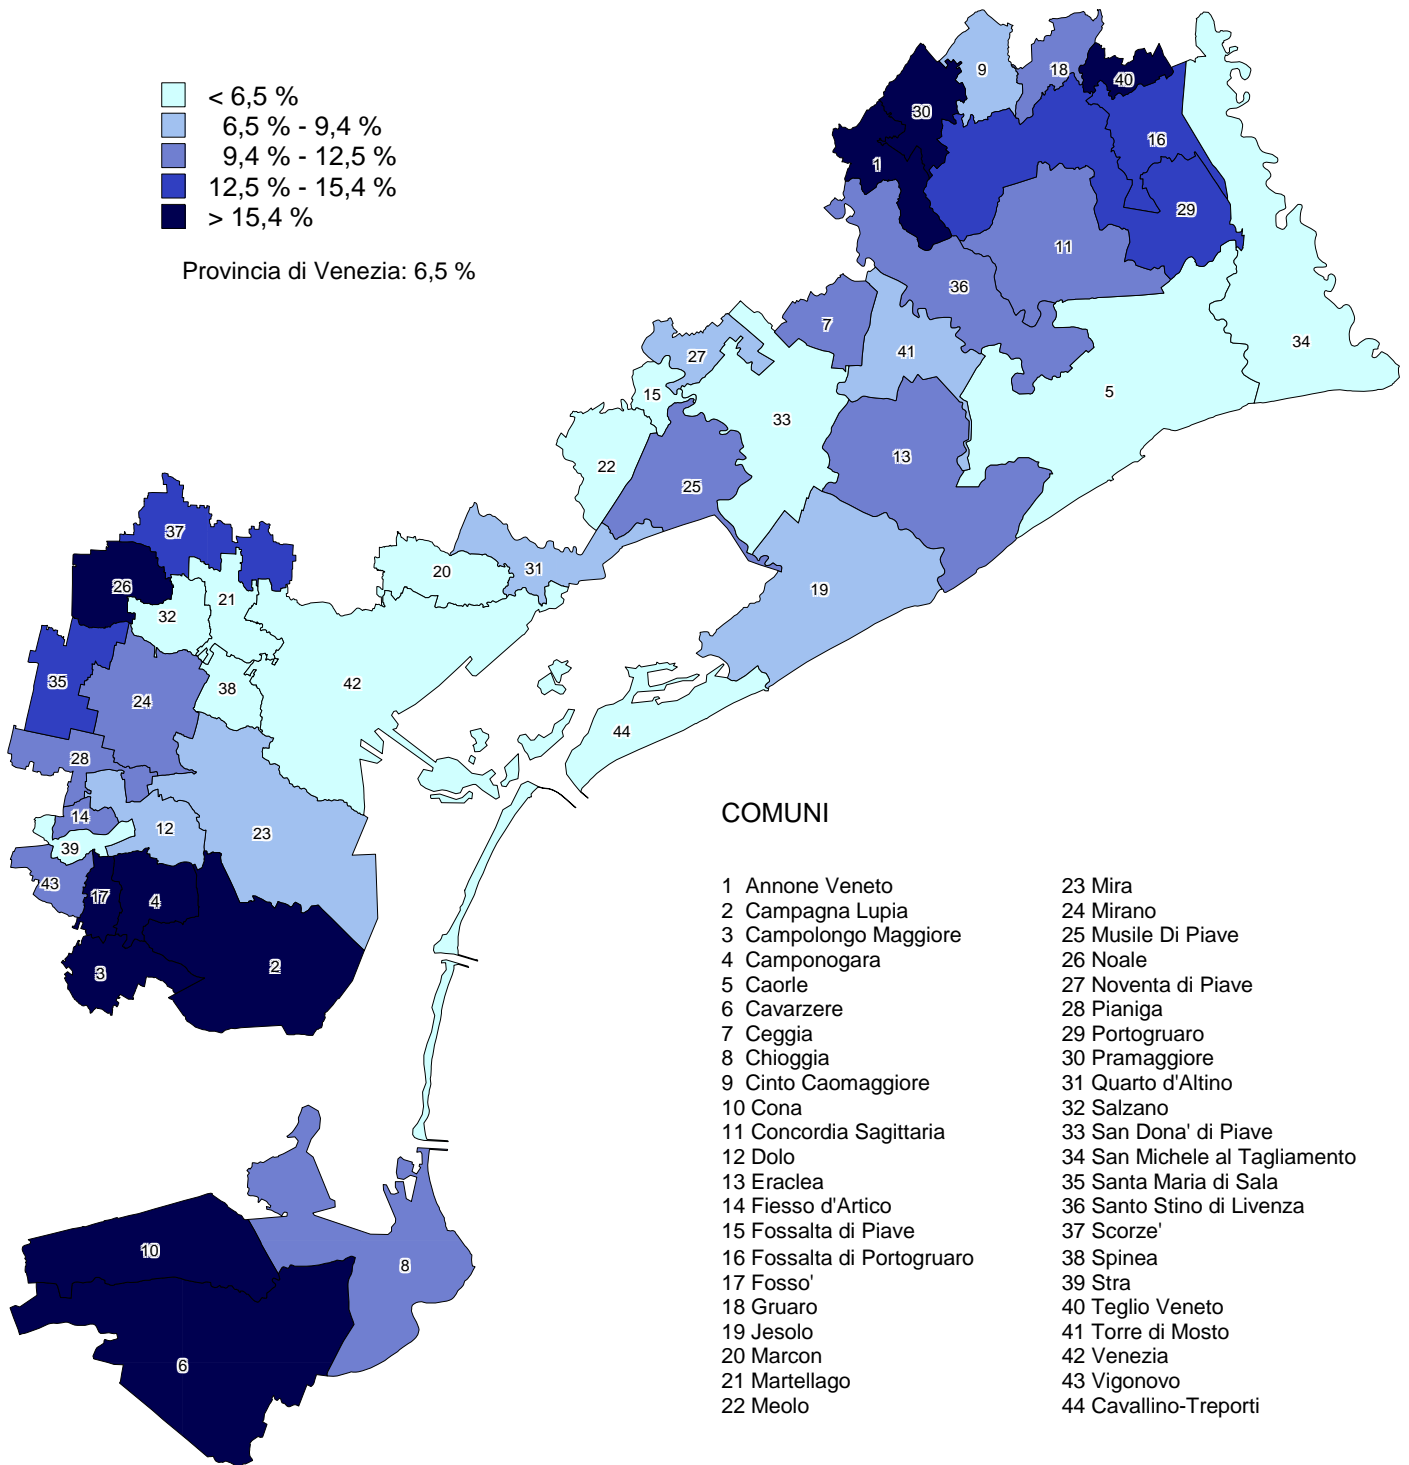 < 6,5 %
6,5 % - 9,4 %
9,4 % - 12,5 %
12,5 % - 15,4 %
> 15,4 %
Provincia di Venezia: 6,5 %
9
18
40
30
16
1
29
11
36
34
7
41
27
5
15
33
13
22
25
37
20
31
26
21
19
32
35
38
42
24
44
28
14
12
23
39
43
17
4
3
2
10
8
6
COMUNI
1 Annone Veneto
2 Campagna Lupia
3 Campolongo Maggiore
4 Camponogara
5 Caorle
6 Cavarzere
7 Ceggia
8 Chioggia
9 Cinto Caomaggiore
10 Cona
11 Concordia Sagittaria
12 Dolo
13 Eraclea
14 Fiesso d'Artico
15 Fossalta di Piave
16 Fossalta di Portogruaro
17 Fosso'
18 Gruaro
19 Jesolo
20 Marcon
21 Martellago
22 Meolo
23 Mira
24 Mirano
25 Musile Di Piave
26 Noale
27 Noventa di Piave
28 Pianiga
29 Portogruaro
30 Pramaggiore
31 Quarto d'Altino
32 Salzano
33 San Dona' di Piave
34 San Michele al Tagliamento
35 Santa Maria di Sala
36 Santo Stino di Livenza
37 Scorze'
38 Spinea
39 Stra
40 Teglio Veneto
41 Torre di Mosto
42 Venezia
43 Vigonovo
44 Cavallino-Treporti